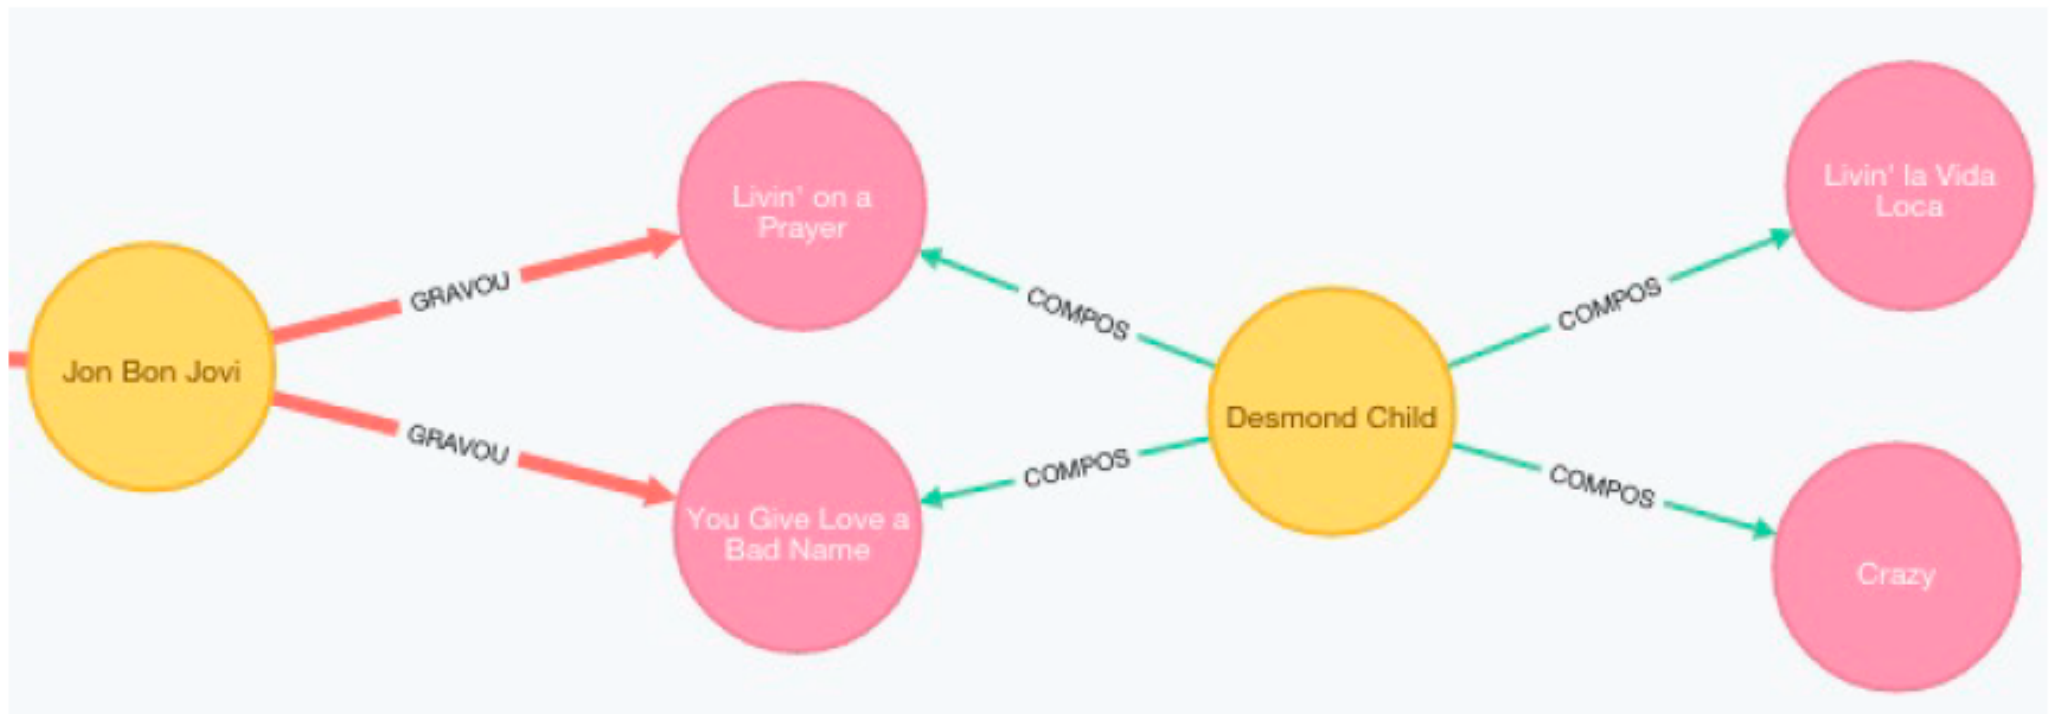 Jon Bon Jovi
GRAVOU
GRAVOU
Livin' on a
Prayer
You Give Love a
Bad Name
COMPOS
COMPOS
Desmond Child
COMPOS
COMPOS
Livin' la Vida
Loca
Crazy